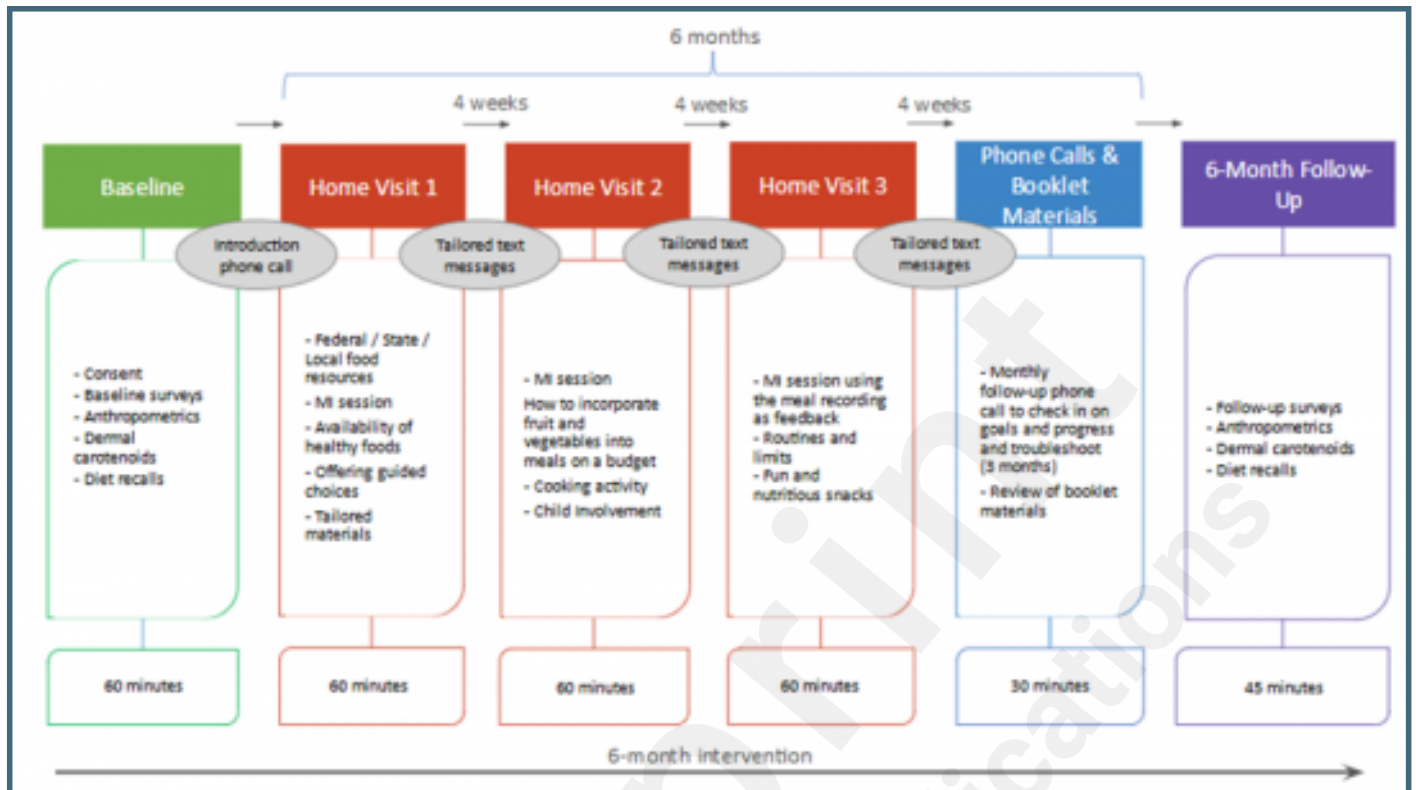 6 months
4 weeks
4 weeks
4 weeks
Baseline
Home Visit 1
Home Visit 2
Home Visit 3
Phone Calls &
Booklet
Materials
6-Month Follow-
Up
Introduction
phone call
Tailored text
messages
Tailored text
messages
Tailored text
messages
- Consent
- Baseline surveys
- Anthropometrics
- Dermal
carotenoids
- Diet recalls
- Federal / State /
Local food
resources
- MI session
- Availability of
healthy foods
- Offering guided
choices
- Tailored
materials
- MI session
How to incorporate
fruit and
vegetables into
meals on a budget
- Cooking activity
- Child Involvement
- MI session using
the meal recording
as feedback
- Routines and
limits
- Fun and
nutritious snacks
- Monthly
follow-up phone
call to check in on
goals and progress
and troubleshoot
(3 months)
- Review of booklet
materials
- Follow-up surveys
- Anthropometrics
- Dermal carotenoids
- Diet recalls
60 minutes
60 minutes
60 minutes
60 minutes
30 minutes
45 minutes
6-month intervention
rint
ications